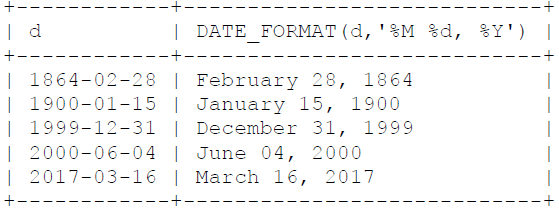 +------------+-----------------------------+
| d          | DATE_FORMAT(d,'%M %d, %Y') |
+------------+-----------------------------+
| 1864-02-28 | February 28, 1864          |
| 1900-01-15 | January 15, 1900           |
| 1999-12-31 | December 31, 1999          |
| 2000-06-04 | June 04, 2000              |
| 2017-03-16 | March 16, 2017             |
+------------+-----------------------------+